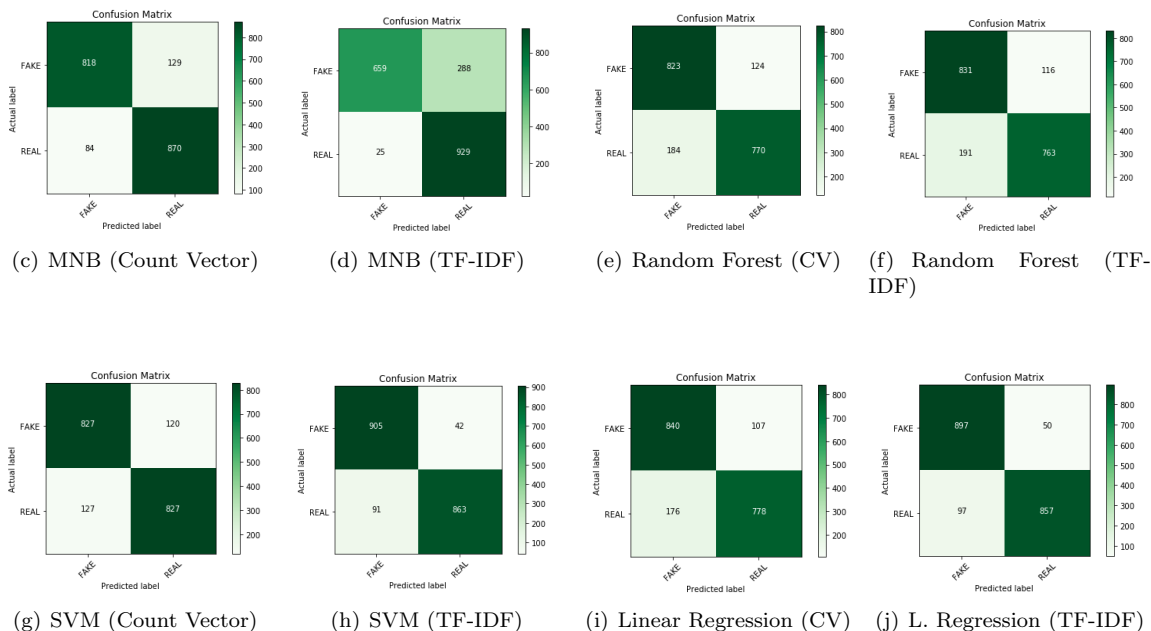 Confusion Matrix
800
700
600
500
400
300
200
100
Actual label
FAKE
818
129
REAL
84
870
FAKE
REAL
Predicted label
(c) MNB (Count Vector)
Confusion Matrix
800
600
400
200
Actual label
FAKE
659
288
REAL
25
929
FAKE
REAL
Predicted label
(d) MNB (TF-IDF)
Confusion Matrix
800
700
600
500
400
300
200
Actual label
FAKE
823
124
REAL
184
770
FAKE
REAL
Predicted label
(e) Random Forest (CV)
Confusion Matrix
800
700
600
500
400
300
200
Actual label
FAKE
831
116
REAL
191
763
FAKE
REAL
Predicted label
(f) Random Forest (TF-
IDF)
Confusion Matrix
800
700
600
500
400
300
200
Actual label
FAKE
827
120
REAL
127
827
FAKE
REAL
Predicted label
(g) SVM (Count Vector)
Confusion Matrix
900
800
700
600
500
400
300
200
100
Actual label
FAKE
905
42
REAL
91
863
FAKE
REAL
Predicted label
(h) SVM (TF-IDF)
Confusion Matrix
800
700
600
500
400
300
200
Actual label
FAKE
840
107
REAL
176
778
FAKE
REAL
Predicted label
(i) Linear Regression (CV)
Confusion Matrix
800
700
600
500
400
300
200
100
Actual label
FAKE
897
50
REAL
97
857
FAKE
REAL
Predicted label
(j) L. Regression (TF-IDF)